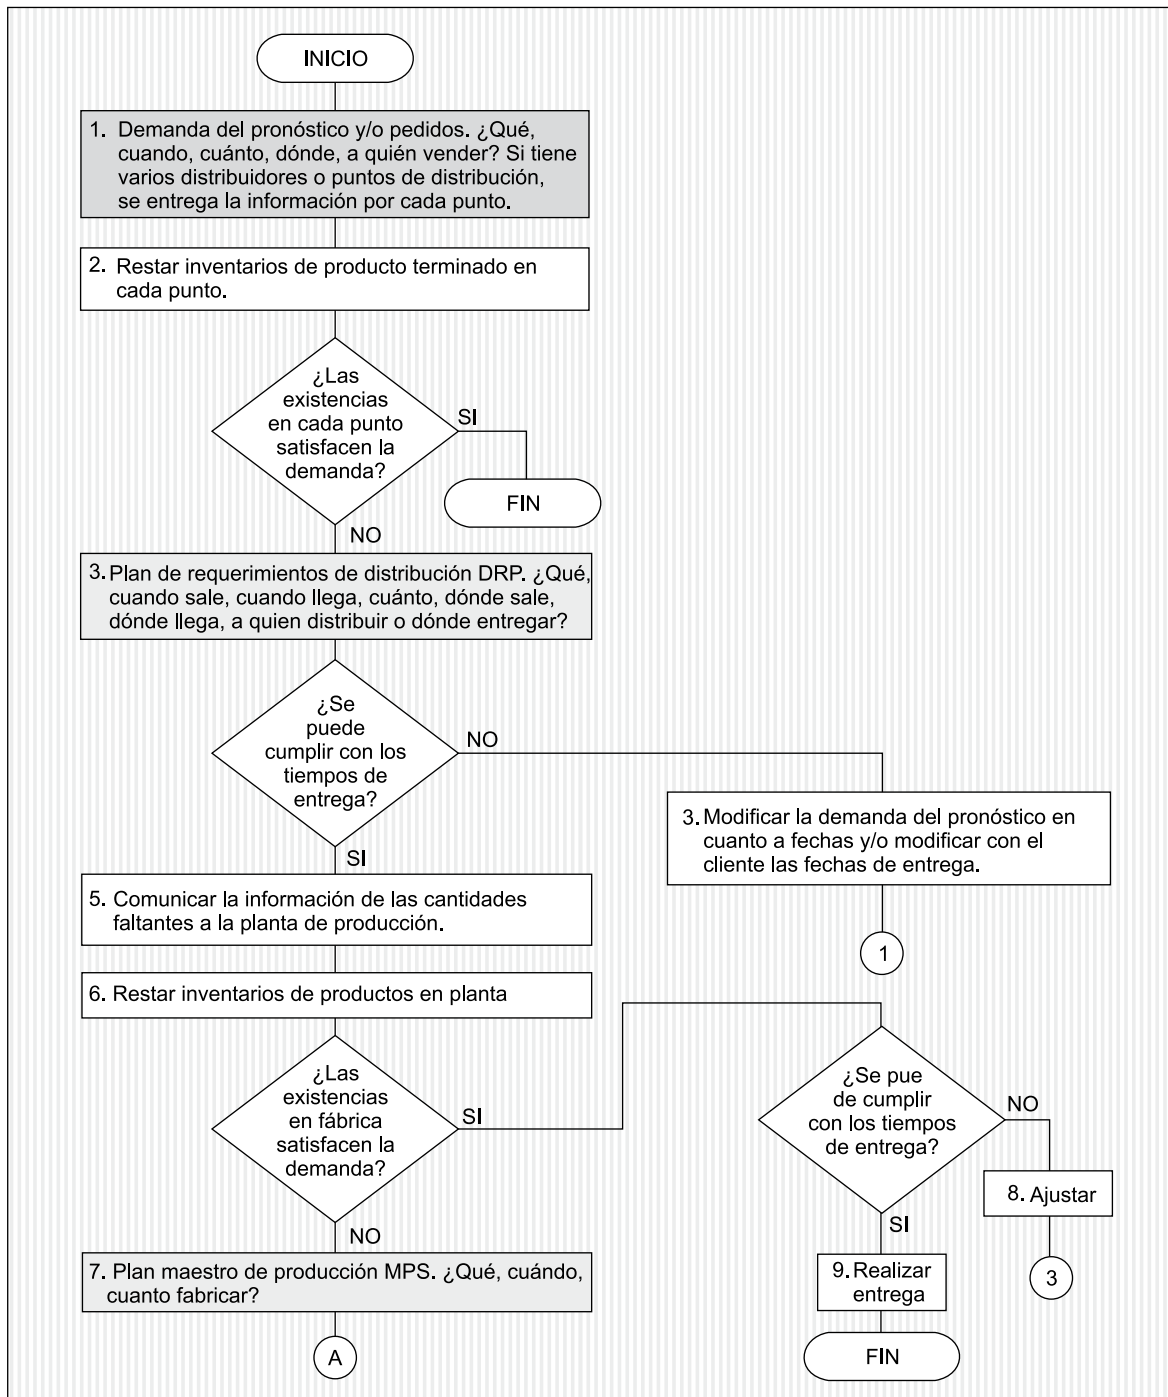 INICIO
1. Demanda del pronóstico y/o pedidos. ¿Qué,
cuando, cuánto, dónde, a quién vender? Si tiene
varios distribuidores o puntos de distribución,
se entrega la información por cada punto.
2. Restar inventarios de producto terminado en
cada punto.
¿Las
existencias
en cada punto
satisfacen la
demanda?
SI
FIN
NO
3. Plan de requerimientos de distribución DRP. ¿Qué,
cuando sale, cuando llega, cuánto, dónde sale,
dónde llega, a quien distribuir o dónde entregar?
¿Se
puede
cumplir con los
tiempos de
entrega?
NO
3. Modificar la demanda del pronóstico en
cuanto a fechas y/o modificar con el
cliente las fechas de entrega.
1
SI
5. Comunicar la información de las cantidades
faltantes a la planta de producción.
6. Restar inventarios de productos en planta
¿Las
existencias
en fábrica
satisfacen la
demanda?
SI
¿Se pue
de cumplir
con los tiempos
de entrega?
NO
8. Ajustar
3
SI
9. Realizar
entrega
FIN
NO
7. Plan maestro de producción MPS. ¿Qué, cuándo,
cuanto fabricar?
A